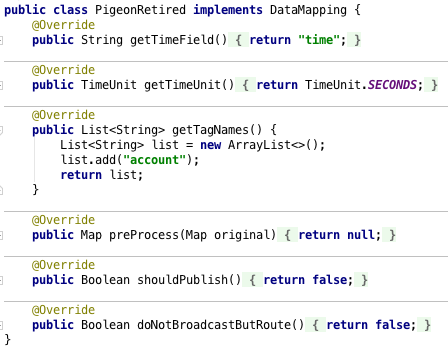 public class PigeonRetired implements DataMapping {
@Override
public String getTimeField() { return "time"; }
@Override
public TimeUnit getTimeUnit() { return TimeUnit.SECONDS; }
@Override
public List<String> getTagNames() {
List<String> list = new ArrayList<>();
list.add("account");
return list;
}
@Override
public Map preProcess(Map original) { return null; }
@Override
public Boolean shouldPublish() { return false; }
@Override
public Boolean doNotBroadcastButRoute() { return false; }
}